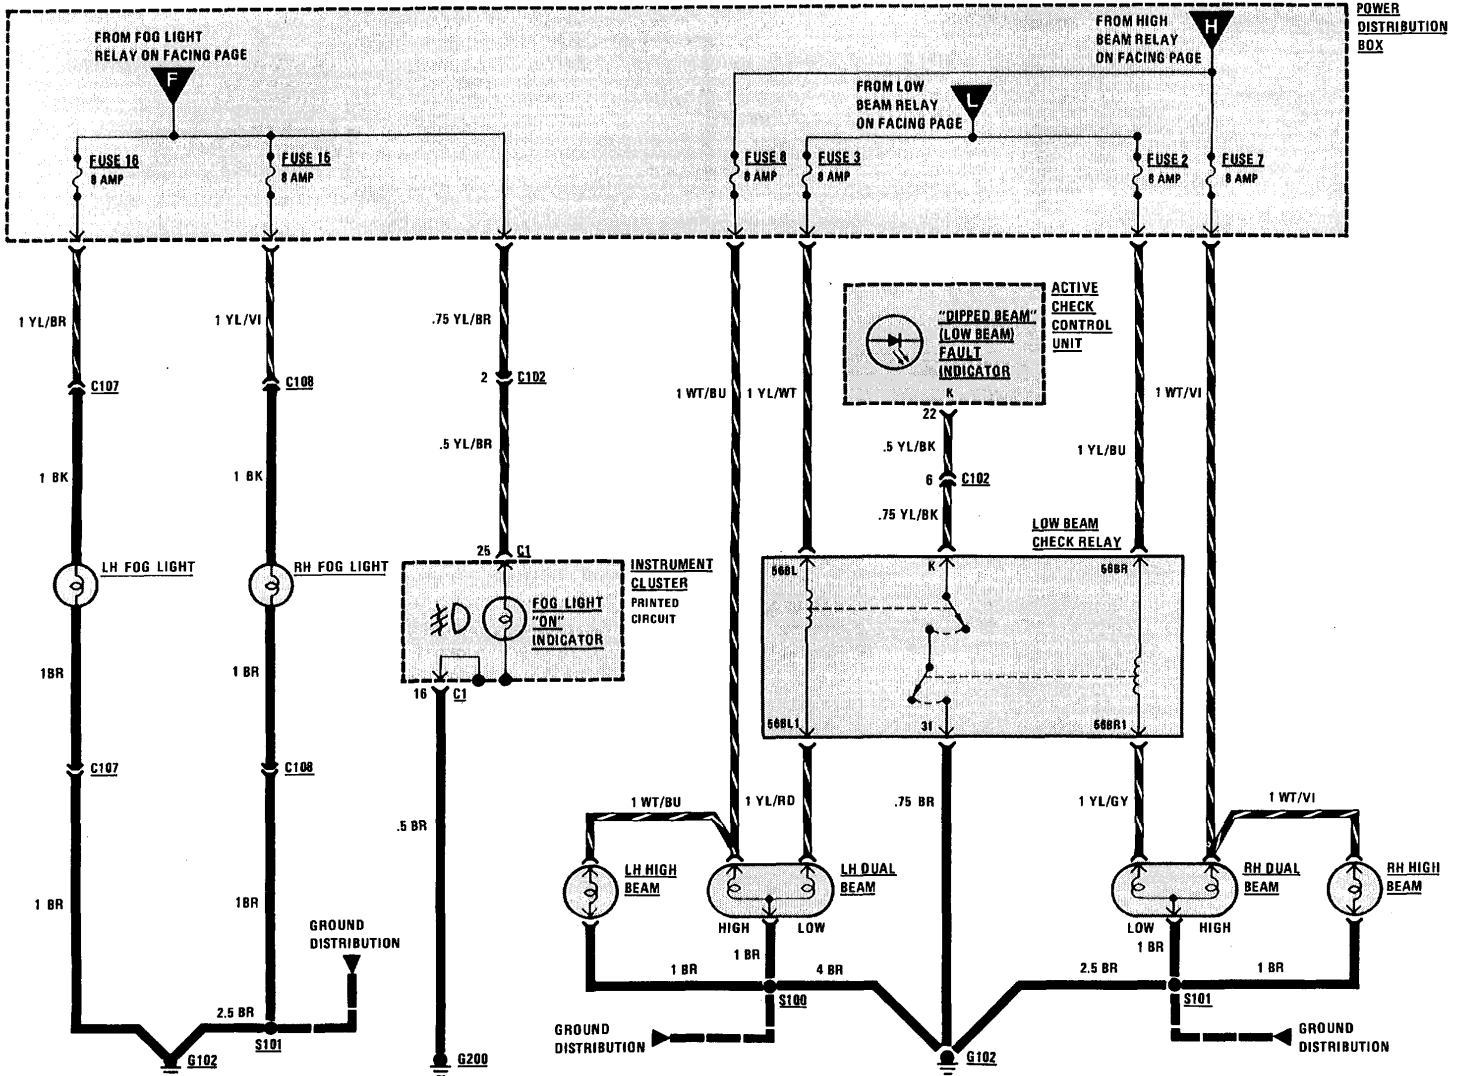 POWER
DISTRIBUTION
BOX
FROM FOG LIGHT
RELAY ON FACING PAGE
F
FROM HIGH
BEAM RELAY
ON FACING PAGE
H
FROM LOW
BEAM RELAY
ON FACING PAGE
L
FUSE 16
8 AMP
FUSE 15
8 AMP
FUSE 8
8 AMP
FUSE 3
8 AMP
FUSE 2
8 AMP
FUSE 7
8 AMP
1 YL/BR
1 YL/VI
.75 YL/BR
ACTIVE
CHECK
CONTROL
UNIT
"DIPPED BEAM"
(LOW BEAM)
FAULT
INDICATOR
K
C107
C108
2
C102
1 WT/BU
1 YL/WT
1 WT/VI
22
.5 YL/BR
.5 YL/BK
1 YL/BU
1 BK
1 BK
6
C102
.75 YL/BK
LOW BEAM
CHECK RELAY
25
C1
LH FOG LIGHT
RH FOG LIGHT
INSTRUMENT
CLUSTER
PRINTED
CIRCUIT
FOG LIGHT
"ON"
INDICATOR
56BL
K
56BR
1BR
1 BR
16
C1
56BL1
31
56BR1
C107
C108
.5 BR
1 WT/BU
1 YL/RD
.75 BR
1 YL/GY
1 WT/VI
LH HIGH
BEAM
LH DUAL
BEAM
RH DUAL
BEAM
RH HIGH
BEAM
1 BR
1BR
GROUND
DISTRIBUTION
HIGH
LOW
LOW
HIGH
1 BR
1 BR
1 BR
4 BR
2.5 BR
1 BR
S100
S101
2.5 BR
S101
G102
G200
GROUND
DISTRIBUTION
G102
GROUND
DISTRIBUTION